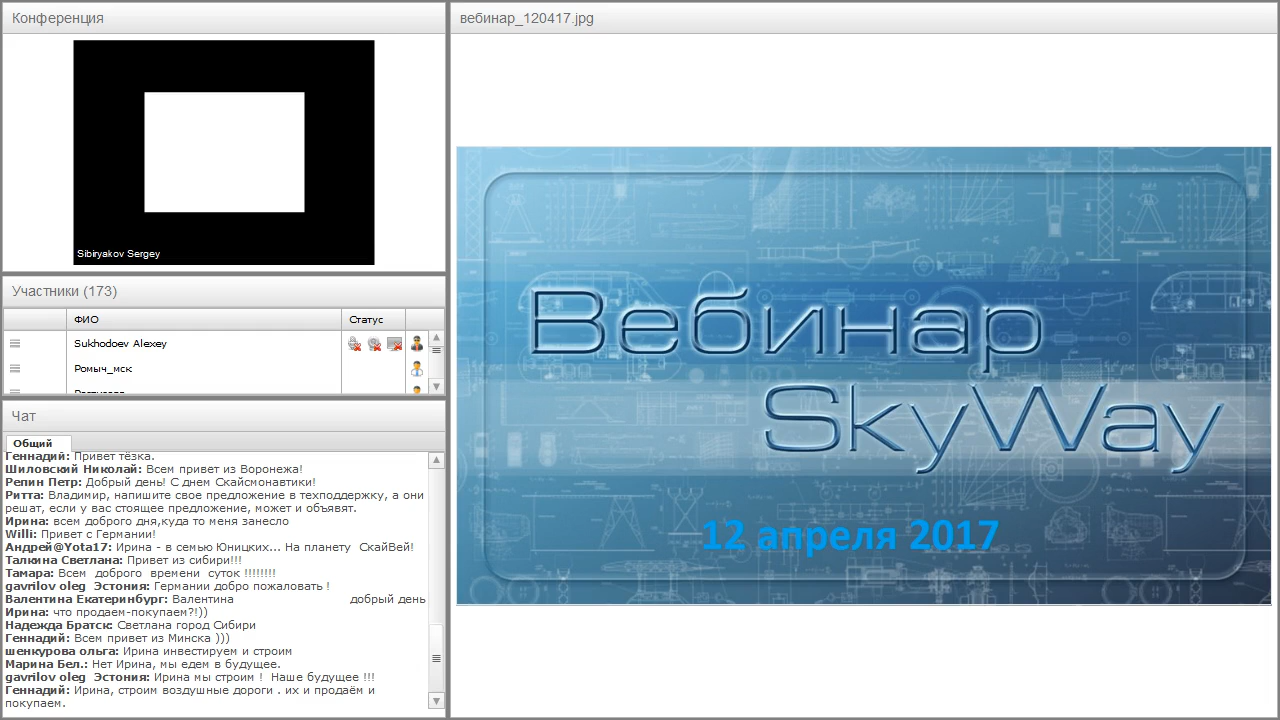 Конференция
Sibiryakov Sergey
Участники (173)
ФИО Статус
Sukhodoev Alexey
Ромыч_мск
Чат
Общий
Геннадий: Привет тёзка.
Шиловский Николай: Всем привет из Воронежа!
Репин Петр: Добрый день! С днем Скайсмонавтики!
Ритта: Владимир, напишите свое предложение в техподдержку, а они
решат, если у вас стоящее предложение, может и объявят.
Ирина: всем доброго дня,куда то меня занесло
Willi: Привет с Германии!
Андрей@Yota17: Ирина - в семью Юницких... На планету СкайВей!
Талкина Светлана: Привет из сибири!!!
Тамара: Всем доброго времени суток !!!!!!!!
gavrilov oleg Эстония: Германии добро пожаловать !
Валентина Екатеринбург: Валентина добрый день
Ирина: что продаем-покупаем?!))
Надежда Братск: Светлана город Сибири
Геннадий: Всем привет из Минска )))
шенкурова ольга: Ирина инвестируем и строим
Марина Бел.: Нет Ирина, мы едем в будущее.
gavrilov oleg Эстония: Ирина мы строим ! Наше будущее !!!
Геннадий: Ирина, строим воздушные дороги . их и продаём и
покупаем.
вебинар_120417.jpg
Вебинар
SkyWay
12 апреля 2017